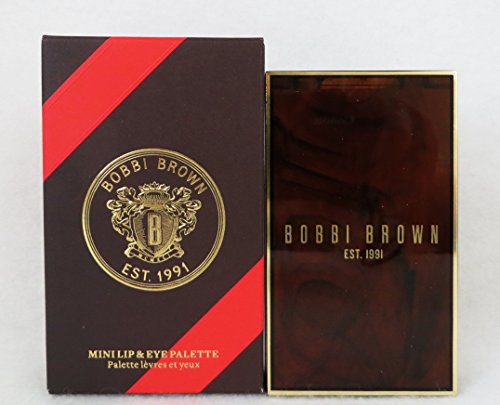 BOBBI BROWN
B
EST. 1991
MINI LIP & EYE PALETTE
Palette lèvres et yeux
BOBBI BROWN
EST. 1991